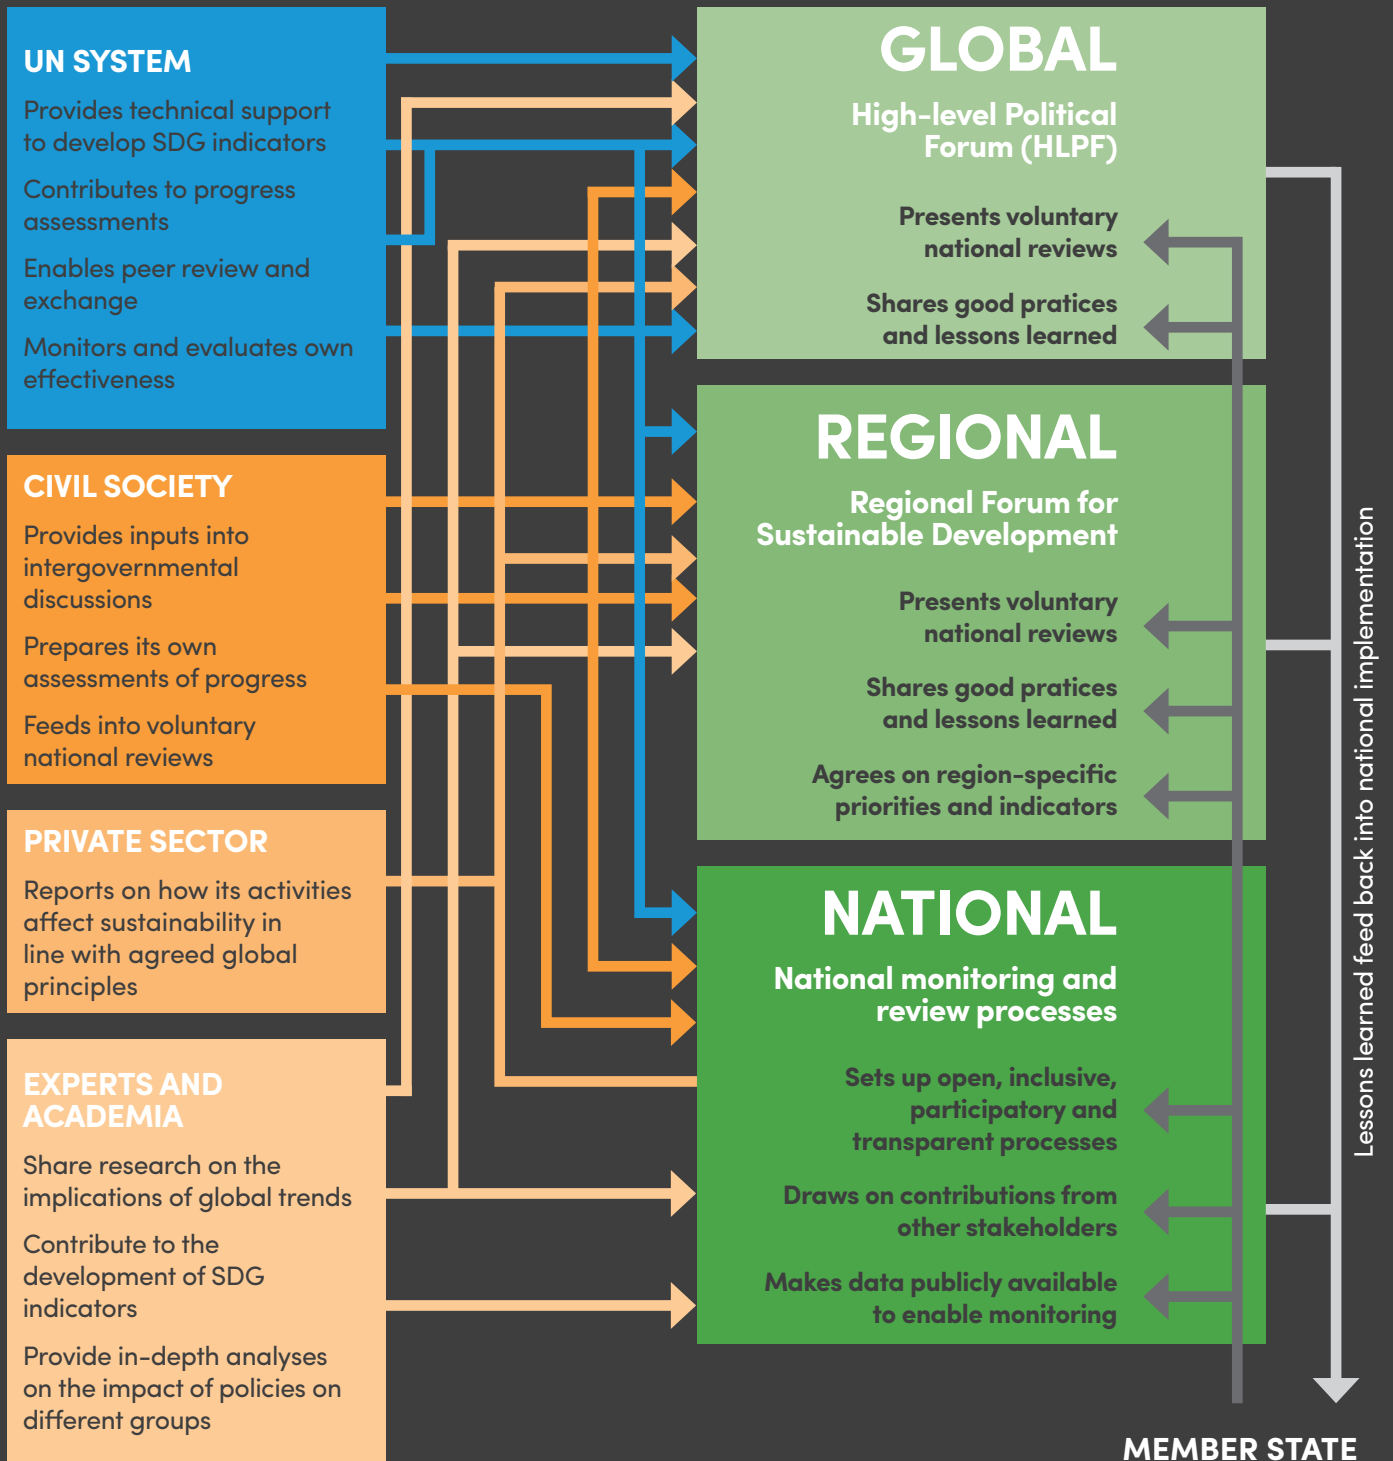 UN SYSTEM
Provides technical support
to develop SDG indicators
Contributes to progress
assessments
Enables peer review and
exchange
Monitors and evaluates own
effectiveness
CIVIL SOCIETY
Provides inputs into
intergovernmental
discussions
Prepares its own
assessments of progress
Feeds into voluntary
national reviews
PRIVATE SECTOR
Reports on how its activities
affect sustainability in
line with agreed global
principles
EXPERTS AND
ACADEMIA
Share research on the
implications of global trends
Contribute to the
development of SDG
indicators
Provide in-depth analyses
on the impact of policies on
different groups
GLOBAL
High-level Political
Forum (HLPF)
Presents voluntary
national reviews
Shares good pratices
and lessons learned
REGIONAL
Regional Forum for
Sustainable Development
Presents voluntary
national reviews
Shares good pratices
and lessons learned
Agrees on region-specific
priorities and indicators
NATIONAL
National monitoring and
review processes
Sets up open, inclusive,
participatory and
transparent processes
Draws on contributions from
other stakeholders
Makes data publicly available
to enable monitoring
Lessons learned feed back into national implementation
MEMBER STATE